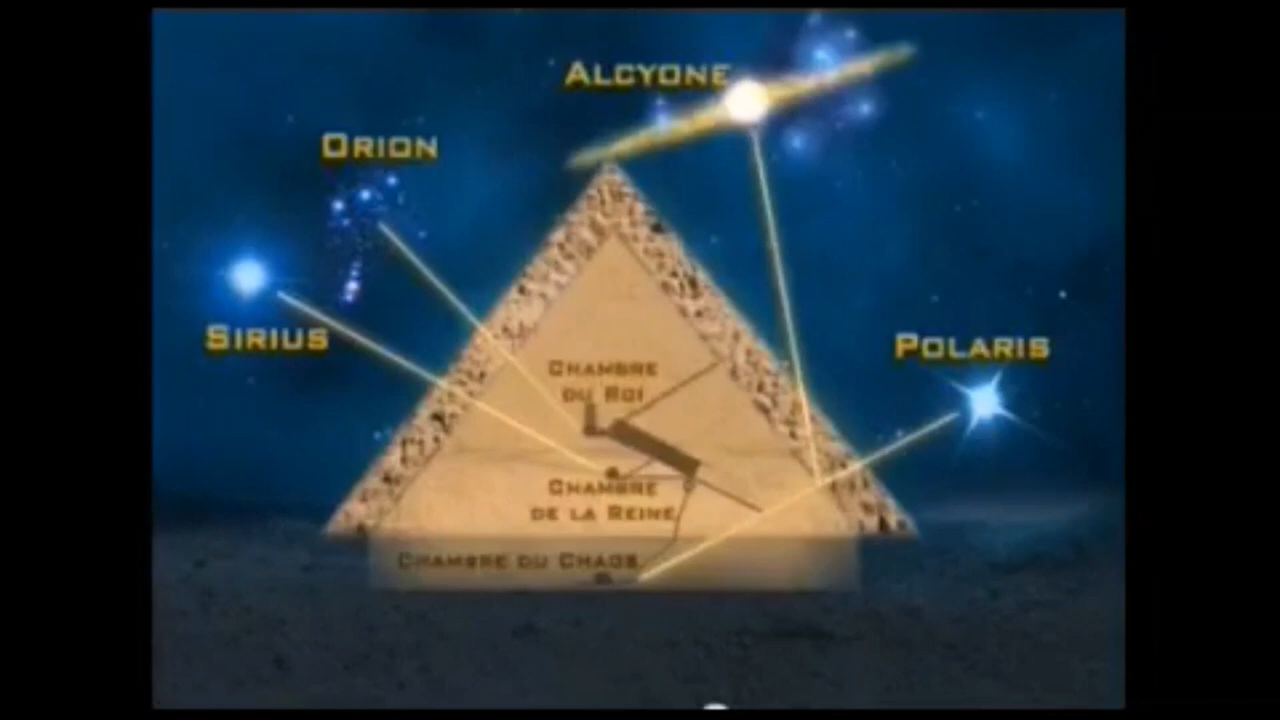 ALCYONE
ORION
SIRIUS
POLARIS
CHAMBRE
DU ROI
CHAMBRE
DE LA REINE
CHAMBRE DU CHAOS